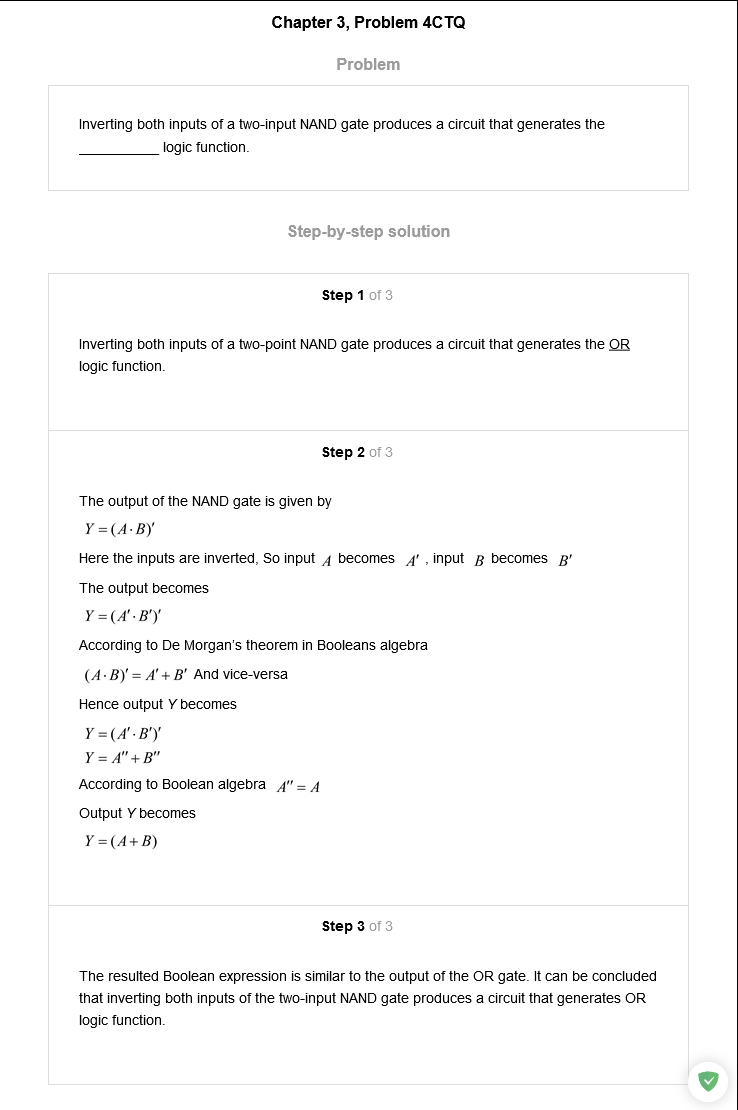 Chapter 3, Problem 4CTQ
Problem
Inverting both inputs of a two-input NAND gate produces a circuit that generates the
__________ logic function.
Step-by-step solution
Step 1 of 3
Inverting both inputs of a two-point NAND gate produces a circuit that generates the OR
logic function.
Step 2 of 3
The output of the NAND gate is given by
Y = (A · B)′
Here the inputs are inverted, So input A becomes A′ , input B becomes B′
The output becomes
Y = (A′ · B′)′
According to De Morgan's theorem in Booleans algebra
(A · B)′ = A′ + B′ And vice-versa
Hence output Y becomes
Y = (A′ · B′)′
Y = A″ + B″
According to Boolean algebra A″ = A
Output Y becomes
Y = (A + B)
Step 3 of 3
The resulted Boolean expression is similar to the output of the OR gate. It can be concluded
that inverting both inputs of the two-input NAND gate produces a circuit that generates OR
logic function.